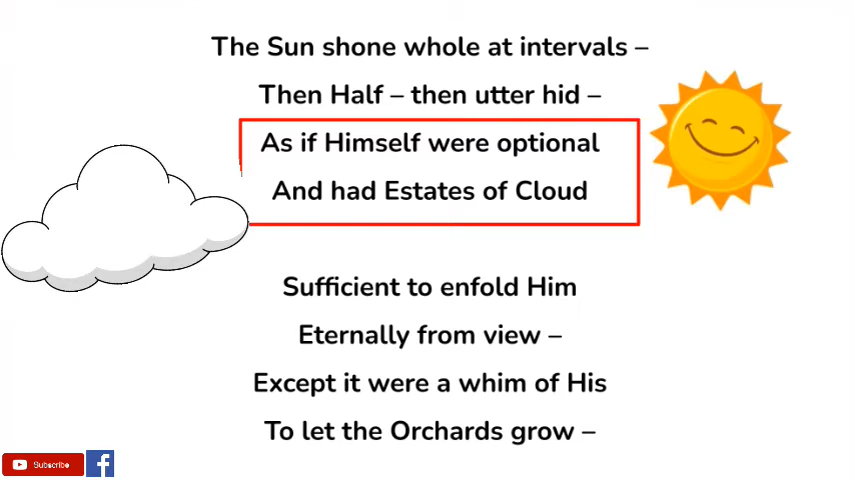 The Sun shone whole at intervals –
Then Half – then utter hid –
As if Himself were optional
And had Estates of Cloud
Sufficient to enfold Him
Eternally from view –
Except it were a whim of His
To let the Orchards grow –
Subscribe
f